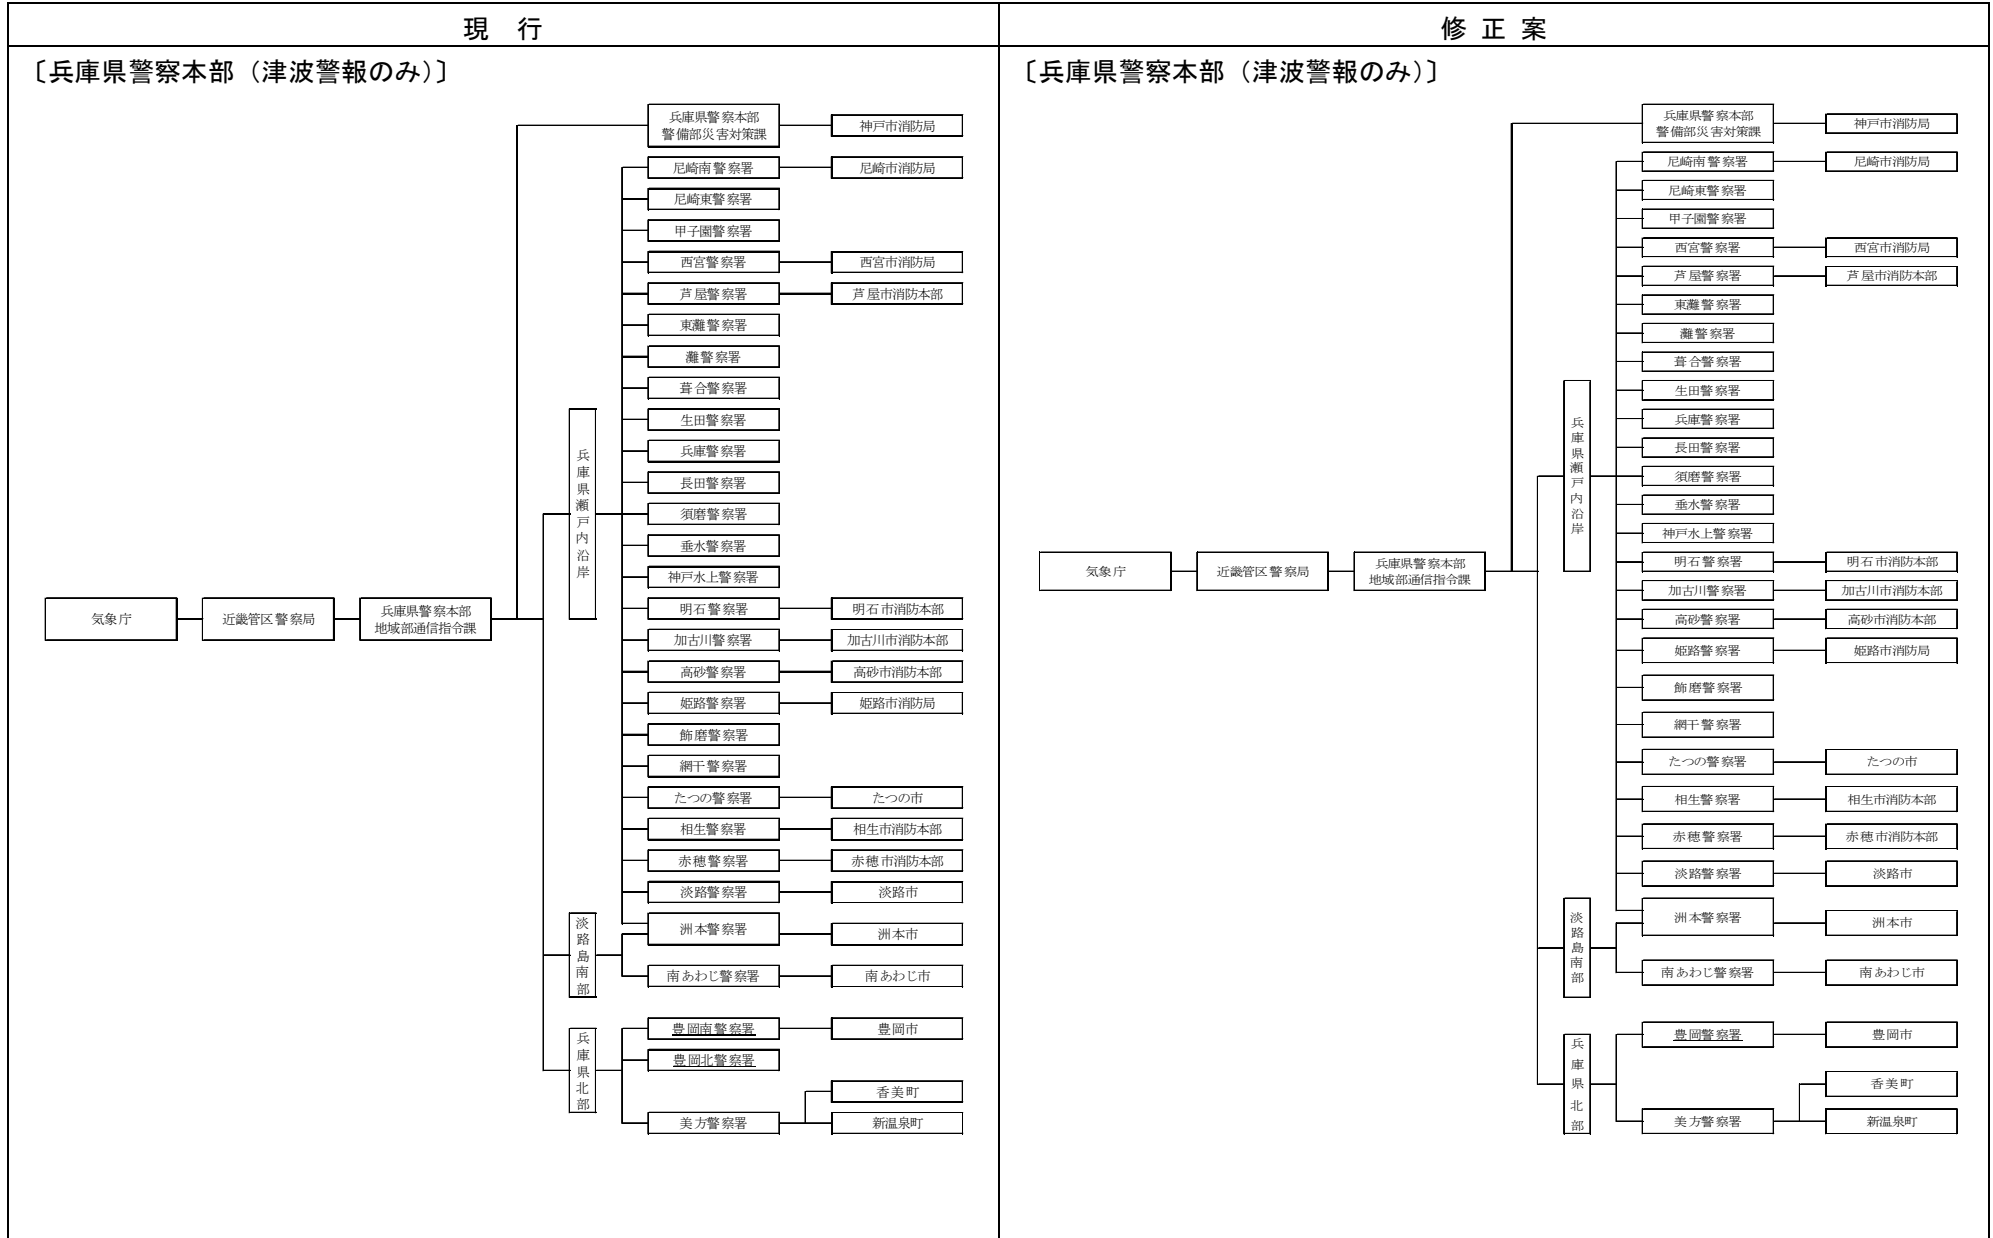 現 行
〔兵庫県警察本部（津波警報のみ）〕
気象庁
近畿管区警察局
兵庫県警察本部
地域部通信指令課
兵庫県警察本部
警備部災害対策課
神戸市消防局
兵庫県瀬戸内沿岸
尼崎南警察署
尼崎市消防局
尼崎東警察署
甲子園警察署
西宮警察署
西宮市消防局
芦屋警察署
芦屋市消防本部
東灘警察署
灘警察署
葺合警察署
生田警察署
兵庫警察署
長田警察署
須磨警察署
垂水警察署
神戸水上警察署
明石警察署
明石市消防本部
加古川警察署
加古川市消防本部
高砂警察署
高砂市消防本部
姫路警察署
姫路市消防局
飾磨警察署
網干警察署
たつの警察署
たつの市
相生警察署
相生市消防本部
赤穂警察署
赤穂市消防本部
淡路警察署
淡路市
淡路島南部
洲本警察署
洲本市
南あわじ警察署
南あわじ市
兵庫県北部
豊岡南警察署
豊岡市
豊岡北警察署
香美町
美方警察署
新温泉町
修 正 案
〔兵庫県警察本部（津波警報のみ）〕
気象庁
近畿管区警察局
兵庫県警察本部
地域部通信指令課
兵庫県警察本部
警備部災害対策課
神戸市消防局
兵庫県瀬戸内沿岸
尼崎南警察署
尼崎市消防局
尼崎東警察署
甲子園警察署
西宮警察署
西宮市消防局
芦屋警察署
芦屋市消防本部
東灘警察署
灘警察署
葺合警察署
生田警察署
兵庫警察署
長田警察署
須磨警察署
垂水警察署
神戸水上警察署
明石警察署
明石市消防本部
加古川警察署
加古川市消防本部
高砂警察署
高砂市消防本部
姫路警察署
姫路市消防局
飾磨警察署
網干警察署
たつの警察署
たつの市
相生警察署
相生市消防本部
赤穂警察署
赤穂市消防本部
淡路警察署
淡路市
淡路島南部
洲本警察署
洲本市
南あわじ警察署
南あわじ市
兵庫県北部
豊岡警察署
豊岡市
香美町
美方警察署
新温泉町